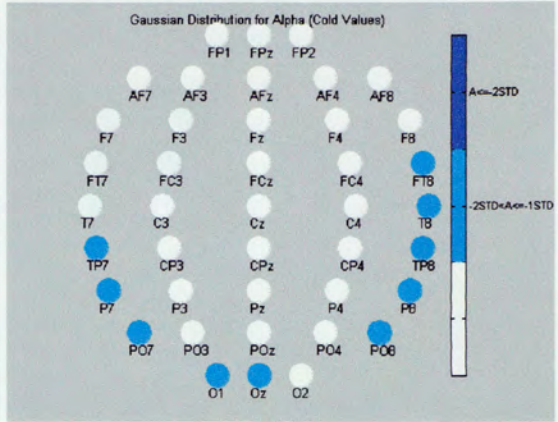 Gaussian Distribution for Alpha (Cold Values)
FP1 FPz FP2
AF7 AF3 AFz AF4 AF8
A<=-2STD
F7 F3 Fz F4 F8
FT7 FC3 FCz FC4 FT8
-2STD<A<=-1STD
T7 C3 Cz C4 T8
TP7 CP3 CPz CP4 TP8
P7 P3 Pz P4 P8
PO7 PO3 POz PO4 PO8
O1 Oz O2